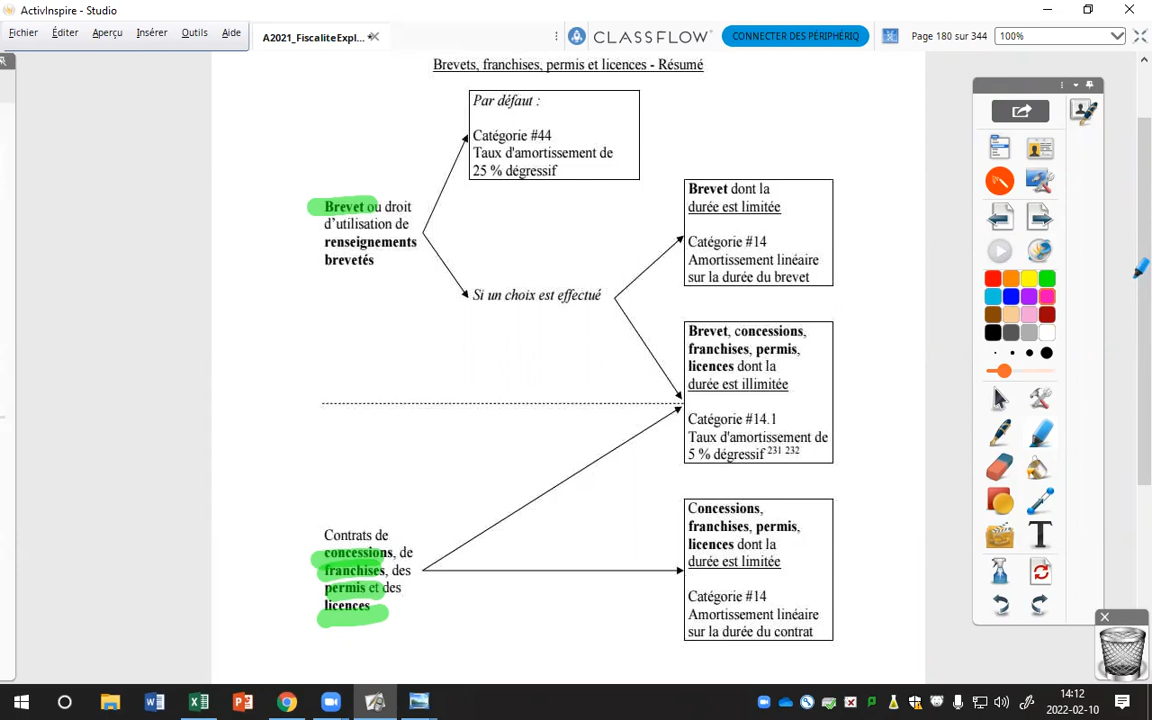 ActivInspire - Studio
Fichier Éditer Aperçu Insérer Outils Aide
A2021_FiscaliteExpl...
CLASSFLOW
CONNECTER DES PÉRIPHÉRIQ
Page 180 sur 344
100%
Brevets, franchises, permis et licences - Résumé
Par défaut :
Catégorie #44
Taux d'amortissement de
25 % dégressif
Brevet ou droit
d'utilisation de
renseignements
brevetés
Si un choix est effectué
Brevet dont la
durée est limitée
Catégorie #14
Amortissement linéaire
sur la durée du brevet
Brevet, concessions,
franchises, permis,
licences dont la
durée est illimitée
Catégorie #14.1
Taux d'amortissement de
5 % dégressif 231 232
Contrats de
concessions, de
franchises, des
permis et des
licences
Concessions,
franchises, permis,
licences dont la
durée est limitée
Catégorie #14
Amortissement linéaire
sur la durée du contrat
14:12
2022-02-10